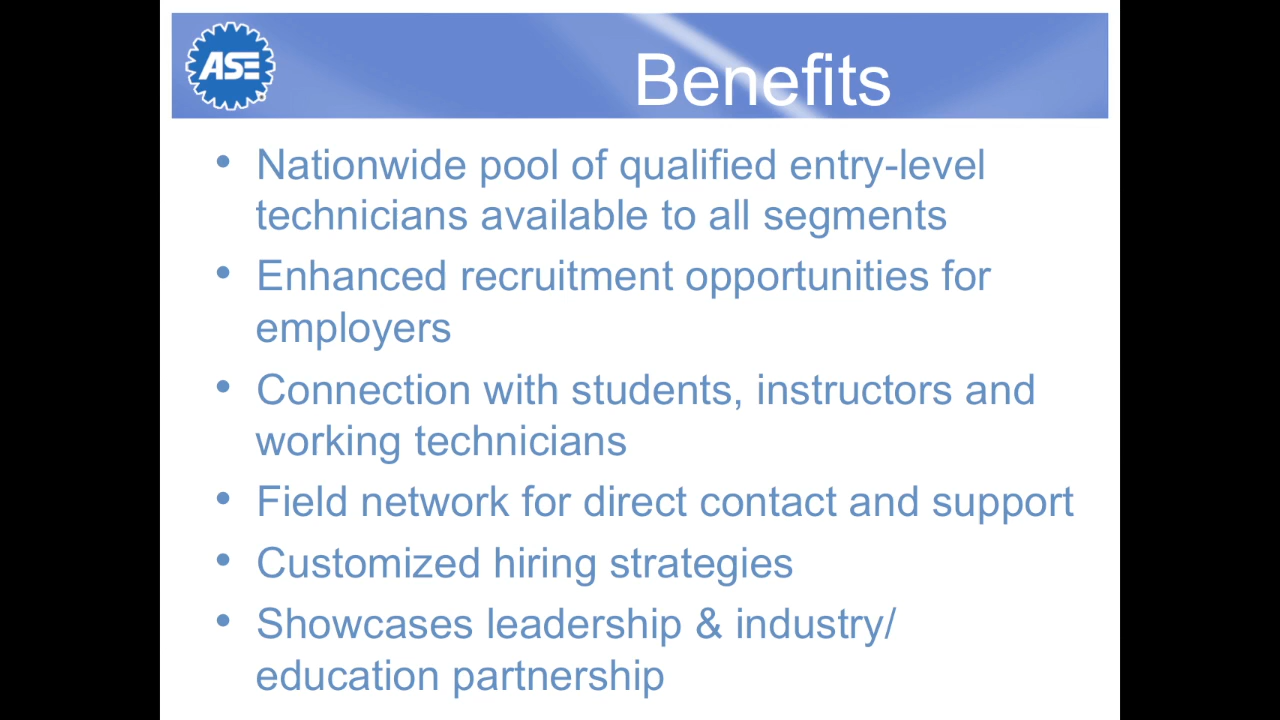 ASE
Benefits
• Nationwide pool of qualified entry-level
technicians available to all segments
• Enhanced recruitment opportunities for
employers
• Connection with students, instructors and
working technicians
• Field network for direct contact and support
• Customized hiring strategies
• Showcases leadership & industry/
education partnership